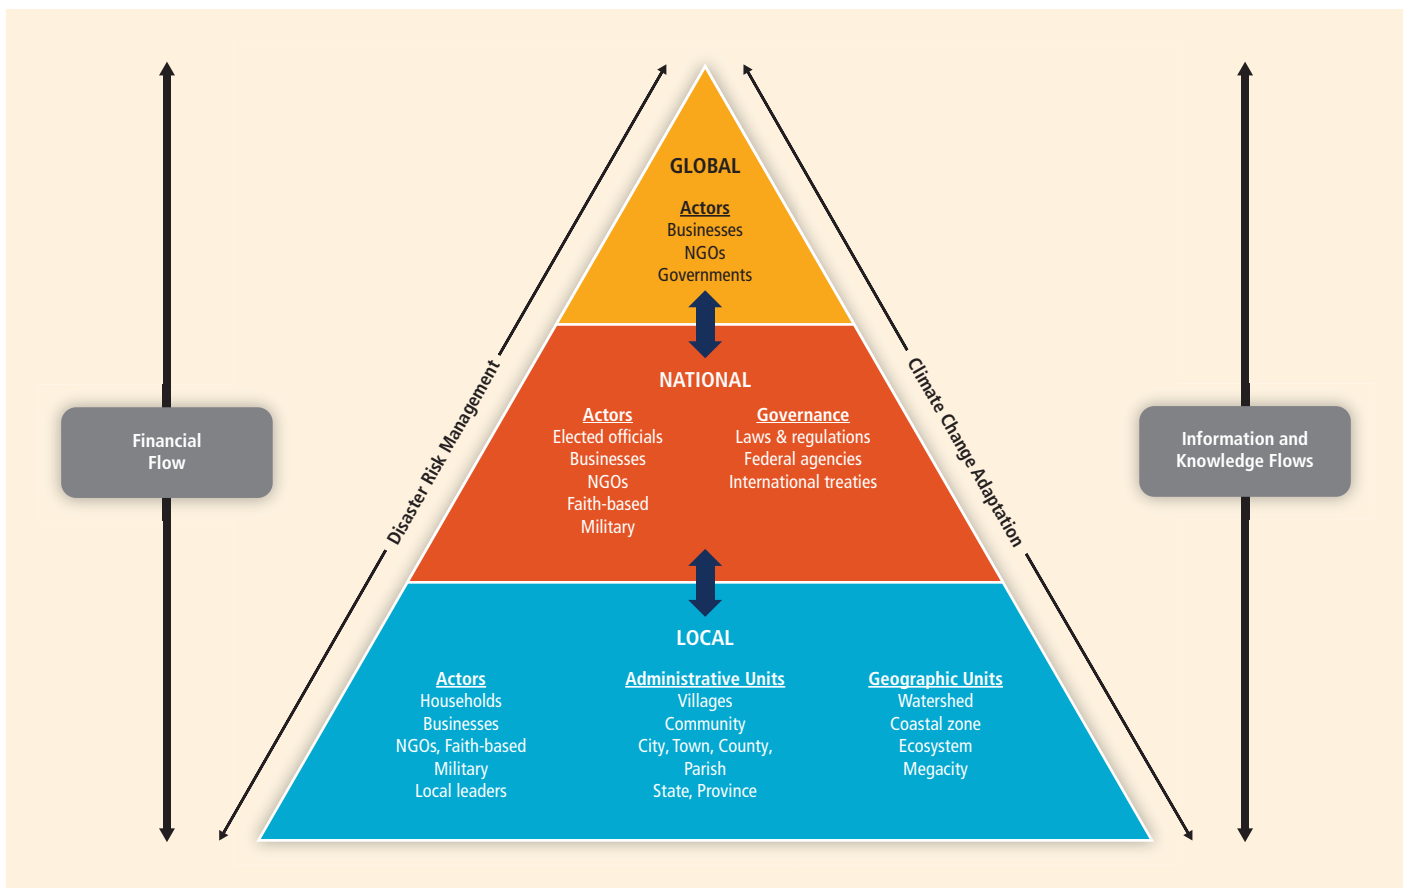 GLOBAL
Actors
Businesses
NGOs
Governments
Disaster Risk Management
Climate Change Adaptation
Financial
Flow
Information and
Knowledge Flows
NATIONAL
Actors
Elected officials
Businesses
NGOs
Faith-based
Military
Governance
Laws & regulations
Federal agencies
International treaties
LOCAL
Actors
Households
Businesses
NGOs, Faith-based
Military
Local leaders
Administrative Units
Villages
Community
City, Town, County,
Parish
State, Province
Geographic Units
Watershed
Coastal zone
Ecosystem
Megacity